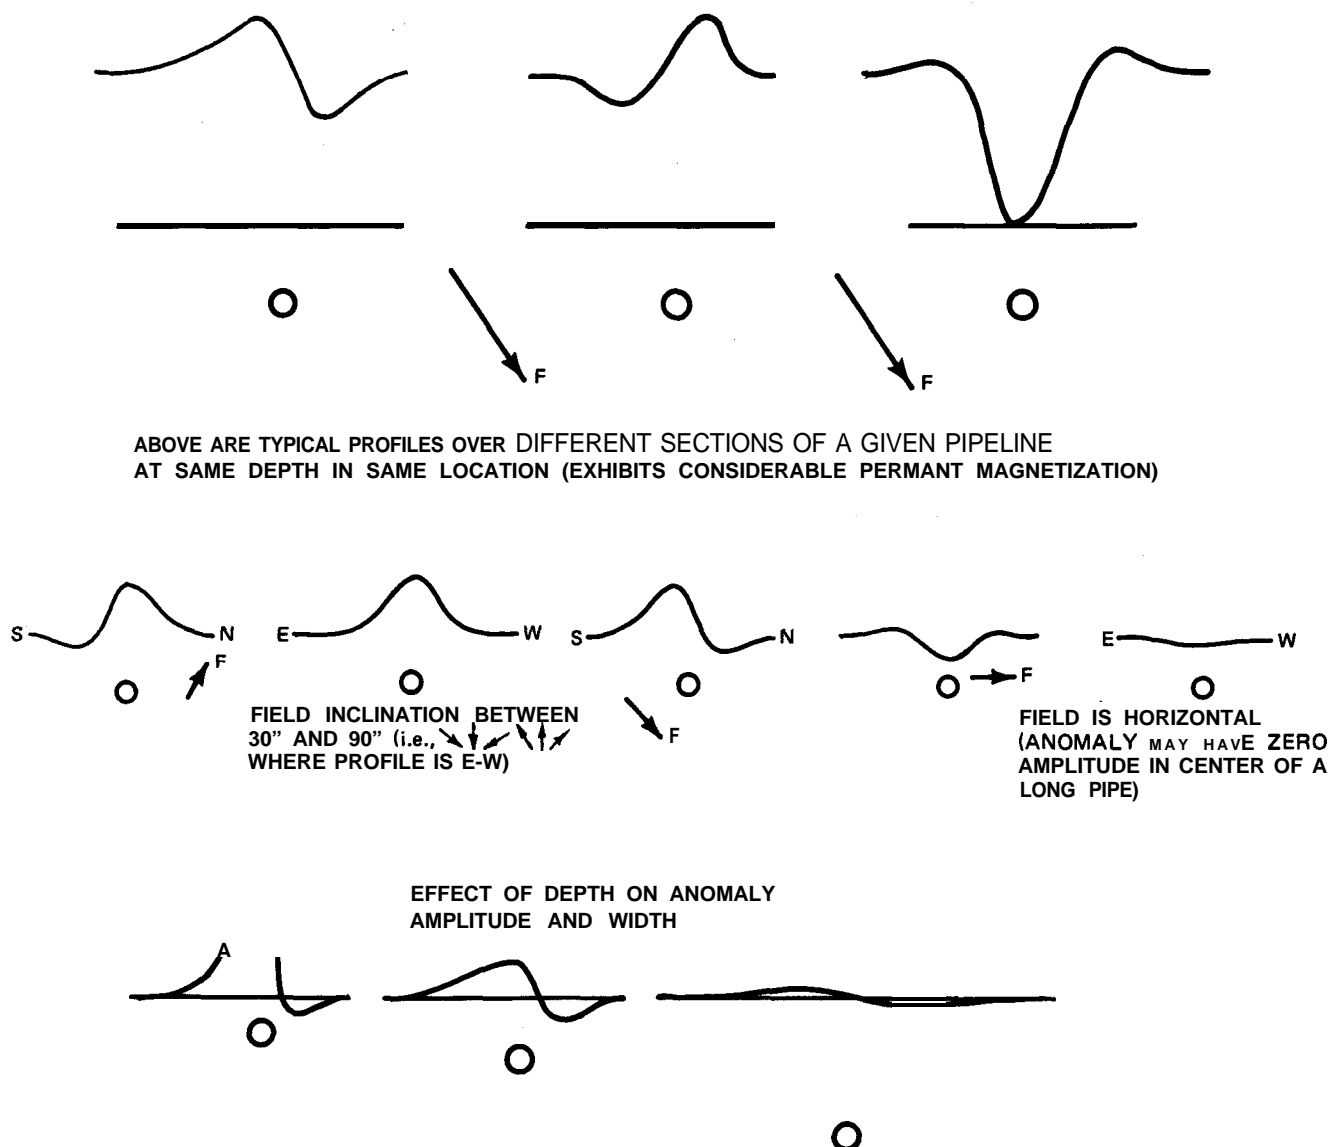 F
F
ABOVE ARE TYPICAL PROFILES OVER DIFFERENT SECTIONS OF A GIVEN PIPELINE
AT SAME DEPTH IN SAME LOCATION (EXHIBITS CONSIDERABLE PERMANT MAGNETIZATION)
S N E W S N E W
F F F
FIELD INCLINATION BETWEEN
30" AND 90" (i.e.,
WHERE PROFILE IS E-W)
FIELD IS HORIZONTAL
(ANOMALY MAY HAVE ZERO
AMPLITUDE IN CENTER OF A
LONG PIPE)
EFFECT OF DEPTH ON ANOMALY
AMPLITUDE AND WIDTH
A